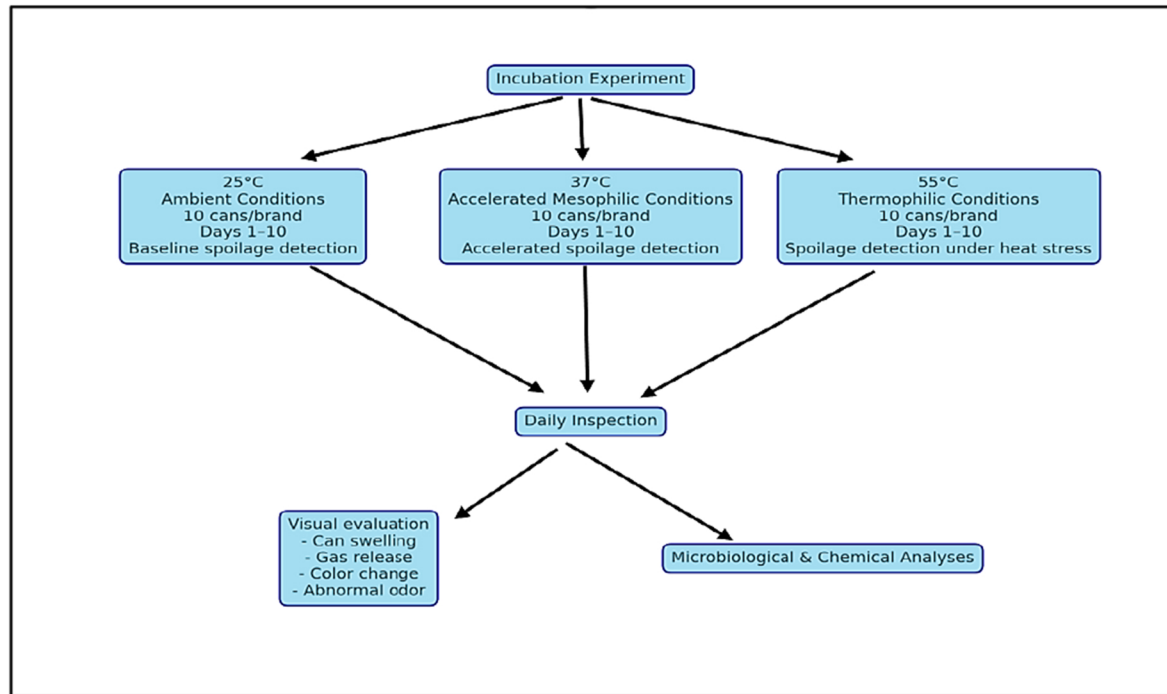 Incubation Experiment
25°C
Ambient Conditions
10 cans/brand
Days 1–10
Baseline spoilage detection
37°C
Accelerated Mesophilic Conditions
10 cans/brand
Days 1–10
Accelerated spoilage detection
55°C
Thermophilic Conditions
10 cans/brand
Days 1–10
Spoilage detection under heat stress
Daily Inspection
Visual evaluation
- Can swelling
- Gas release
- Color change
- Abnormal odor
Microbiological & Chemical Analyses